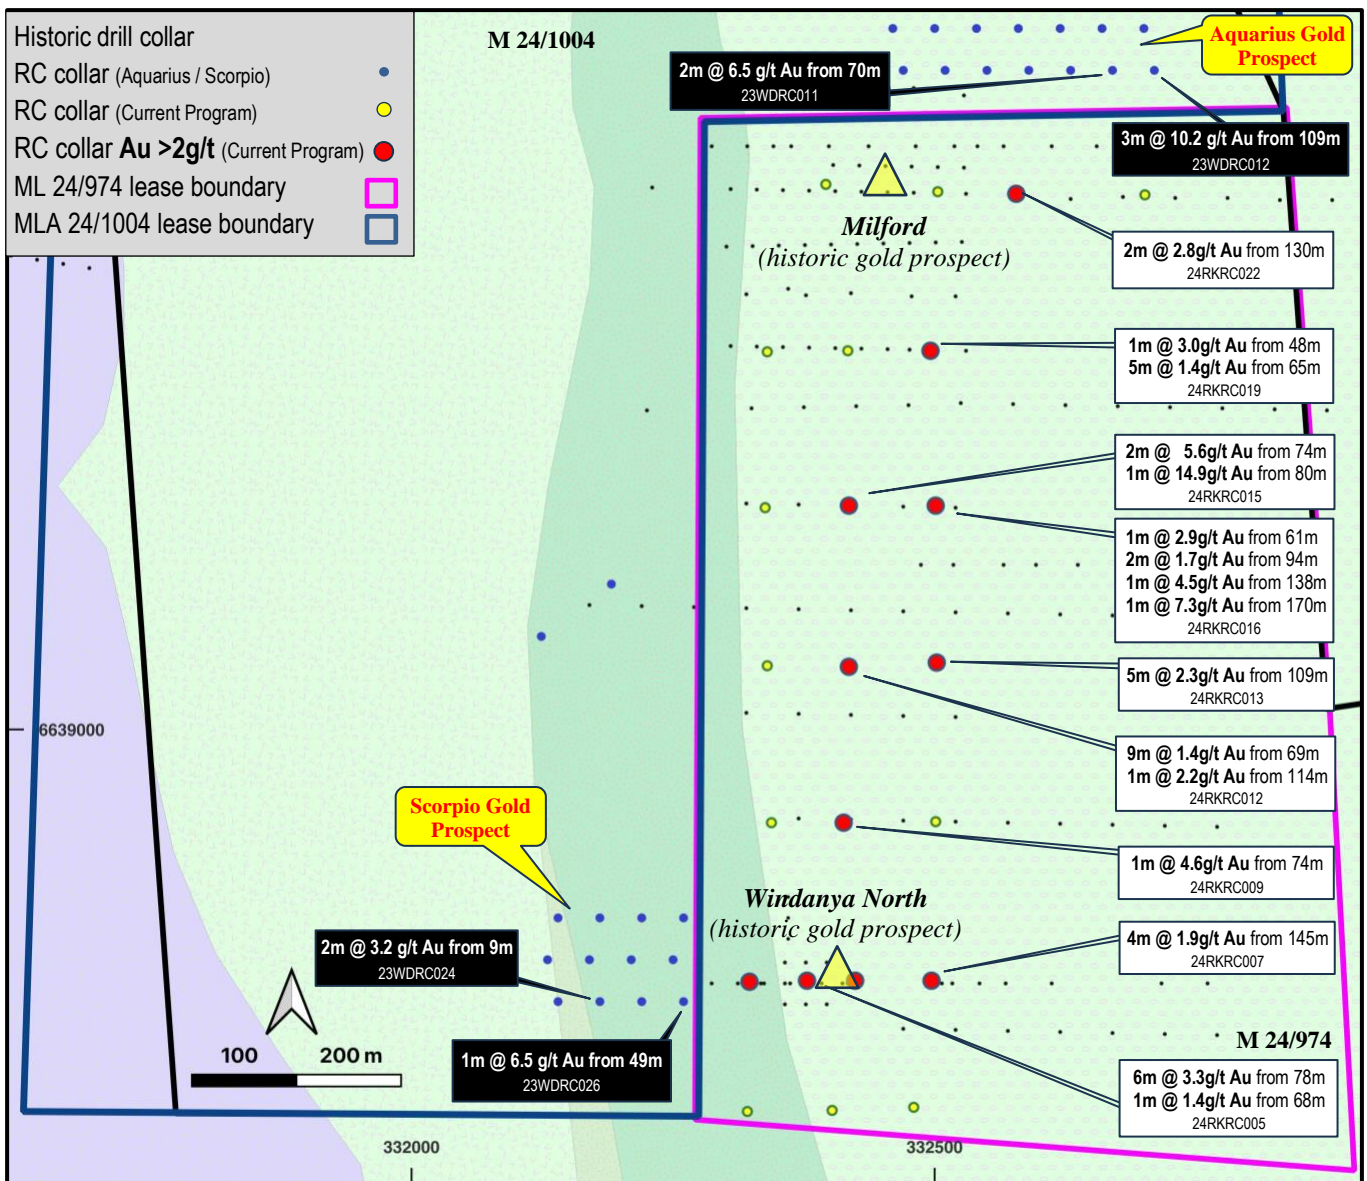 Historic drill collar
RC collar (Aquarius / Scorpio)
RC collar (Current Program)
RC collar Au >2g/t (Current Program)
ML 24/974 lease boundary
MLA 24/1004 lease boundary
M 24/1004
Aquarius Gold
Prospect
2m @ 6.5 g/t Au from 70m
23WDRC011
3m @ 10.2 g/t Au from 109m
23WDRC012
Milford
(historic gold prospect)
2m @ 2.8g/t Au from 130m
24RKRC022
1m @ 3.0g/t Au from 48m
5m @ 1.4g/t Au from 65m
24RKRC019
2m @ 5.6g/t Au from 74m
1m @ 14.9g/t Au from 80m
24RKRC015
1m @ 2.9g/t Au from 61m
2m @ 1.7g/t Au from 94m
1m @ 4.5g/t Au from 138m
1m @ 7.3g/t Au from 170m
24RKRC016
5m @ 2.3g/t Au from 109m
24RKRC013
6639000
9m @ 1.4g/t Au from 69m
1m @ 2.2g/t Au from 114m
24RKRC012
Scorpio Gold
Prospect
1m @ 4.6g/t Au from 74m
24RKRC009
Windanya North
(historic gold prospect)
2m @ 3.2 g/t Au from 9m
23WDRC024
4m @ 1.9g/t Au from 145m
24RKRC007
1m @ 6.5 g/t Au from 49m
23WDRC026
100 200 m
M 24/974
6m @ 3.3g/t Au from 78m
1m @ 1.4g/t Au from 68m
24RKRC005
332000
332500